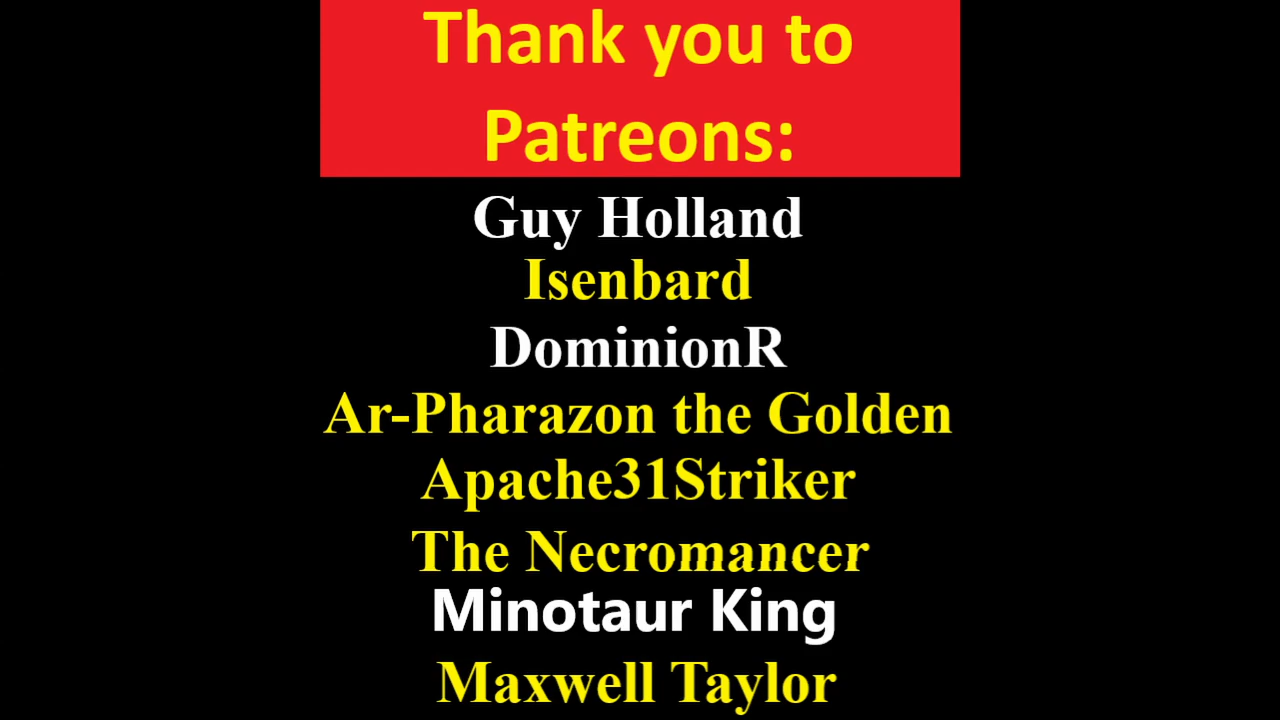 Thank you to
Patreons:
Guy Holland
Isenbard
DominionR
Ar-Pharazon the Golden
Apache31Striker
The Necromancer
Minotaur King
Maxwell Taylor